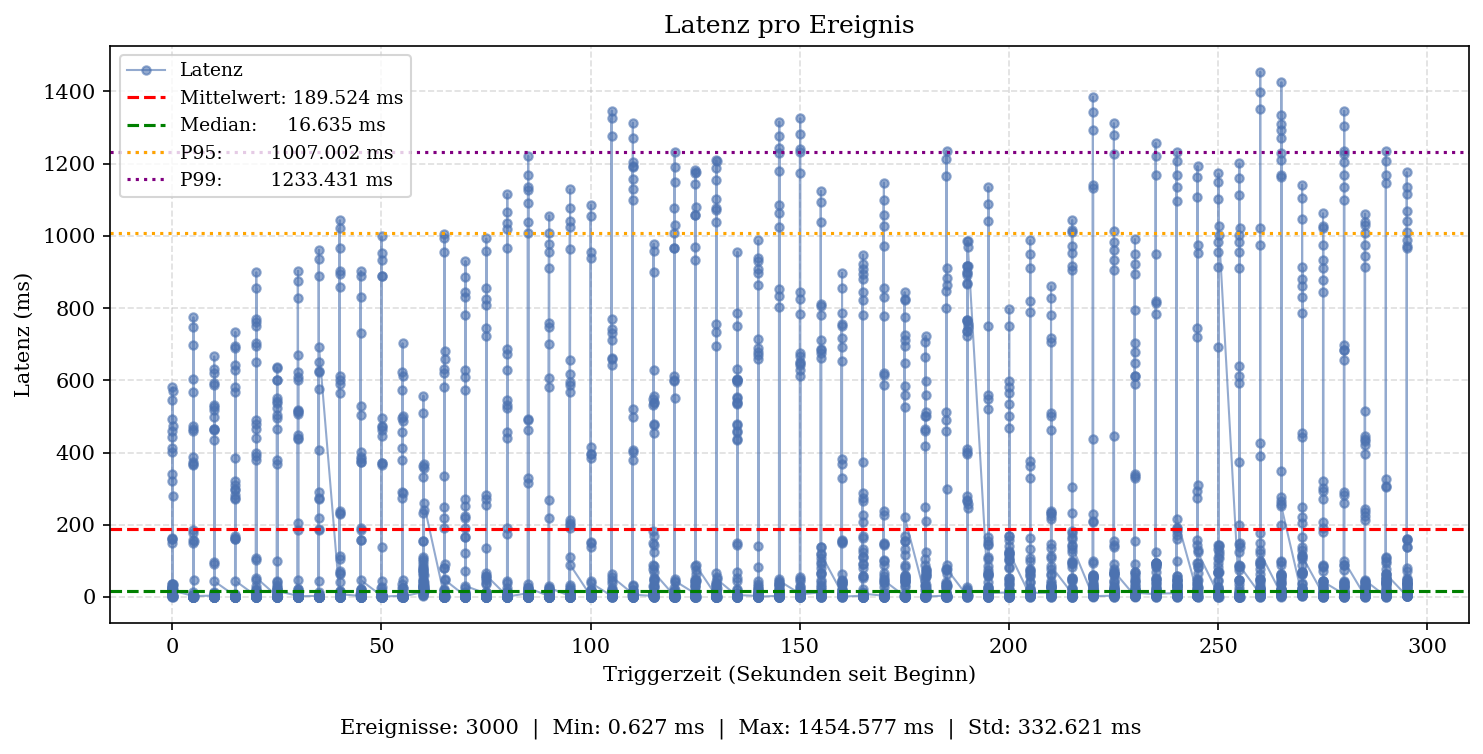 Latenz pro Ereignis
Latenz (ms)
1400
1200
1000
800
600
400
200
0
Latenz
Mittelwert: 189.524 ms
Median: 16.635 ms
P95: 1007.002 ms
P99: 1233.431 ms
0 50 100 150 200 250 300
Triggerzeit (Sekunden seit Beginn)
Ereignisse: 3000 | Min: 0.627 ms | Max: 1454.577 ms | Std: 332.621 ms